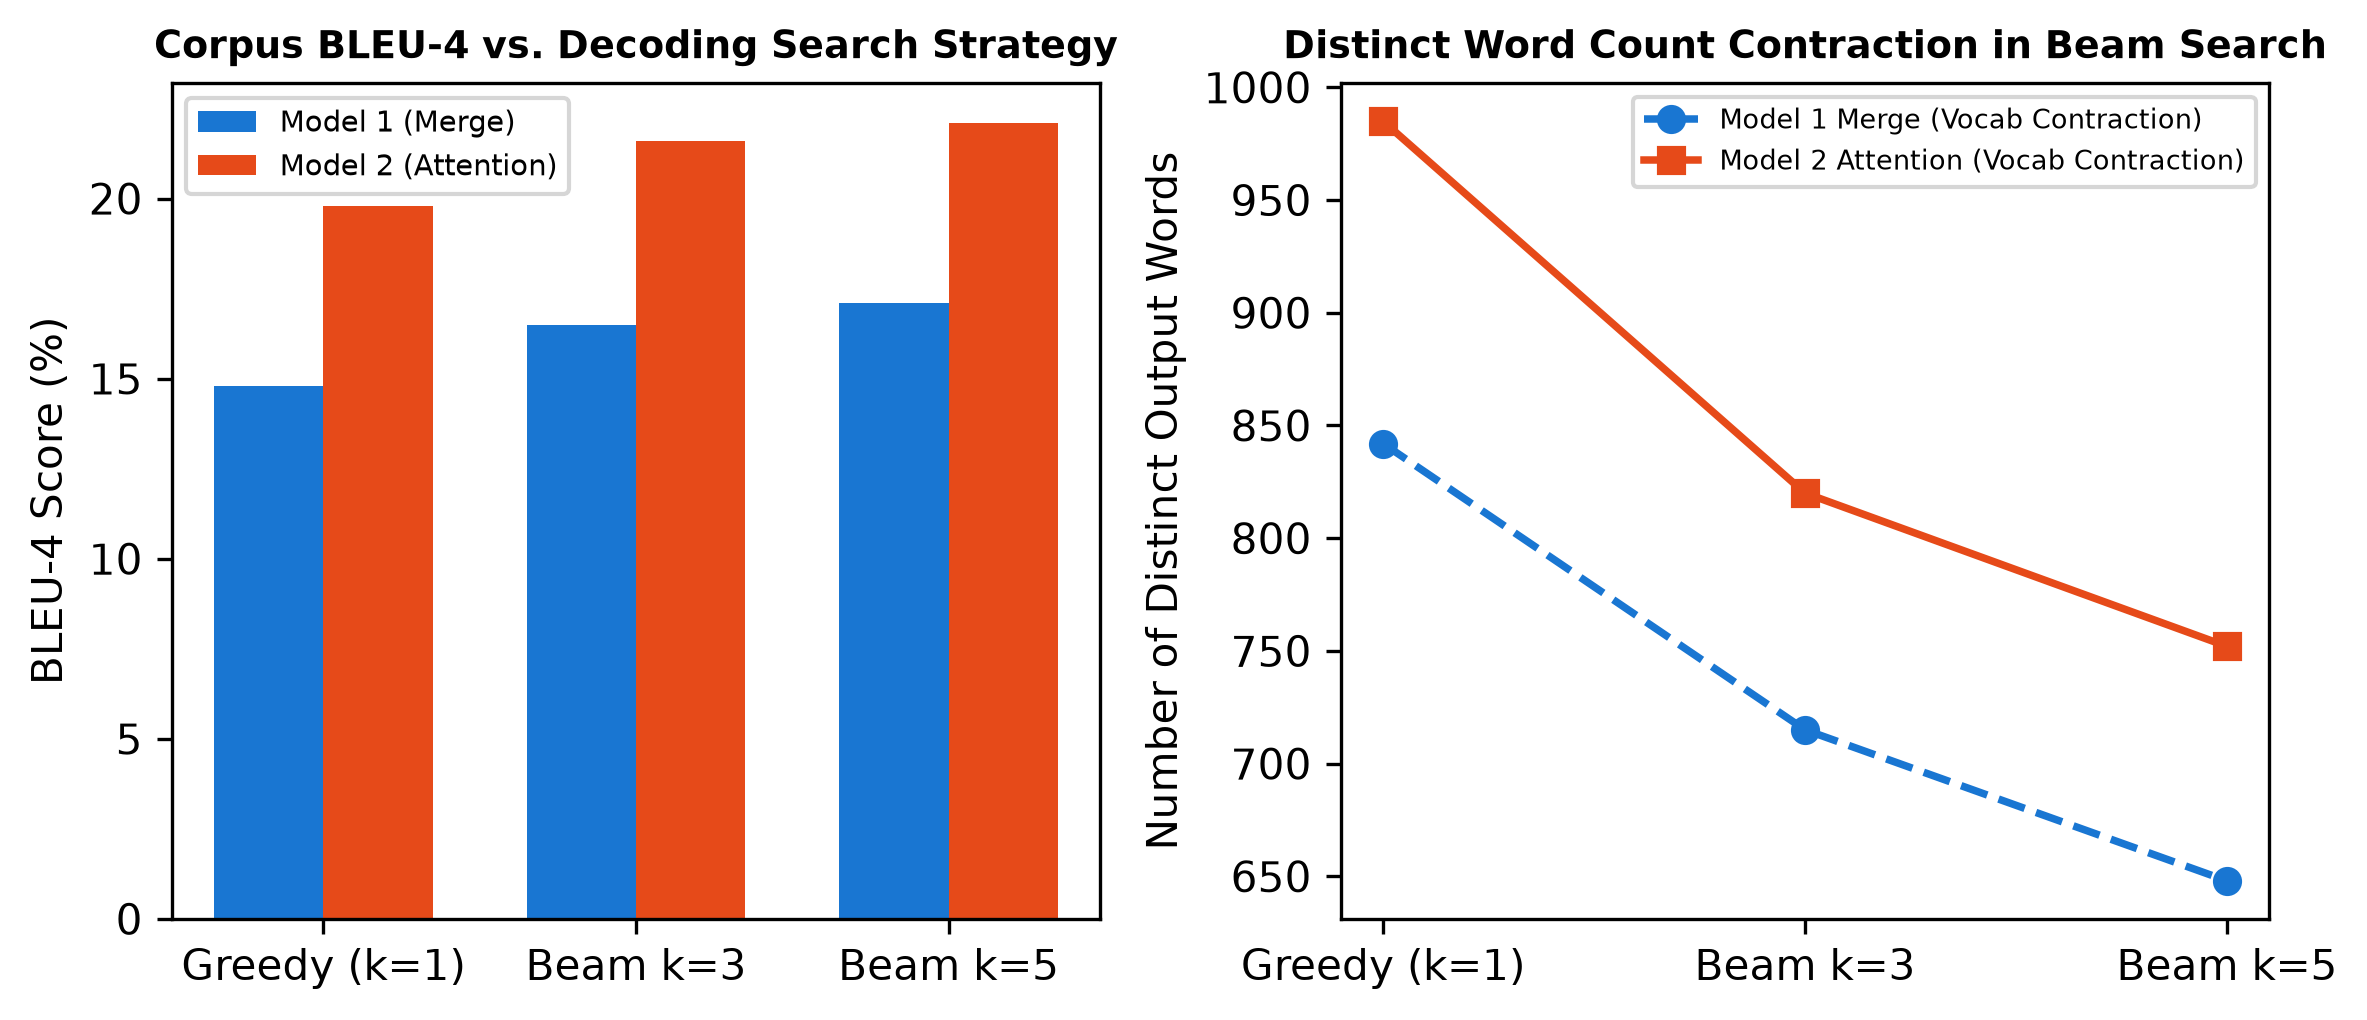 Corpus BLEU-4 vs. Decoding Search Strategy
BLEU-4 Score (%)
20
15
10
5
0
Model 1 (Merge)
Model 2 (Attention)
Greedy (k=1)
Beam k=3
Beam k=5
Distinct Word Count Contraction in Beam Search
Number of Distinct Output Words
1000
950
900
850
800
750
700
650
Model 1 Merge (Vocab Contraction)
Model 2 Attention (Vocab Contraction)
Greedy (k=1)
Beam k=3
Beam k=5